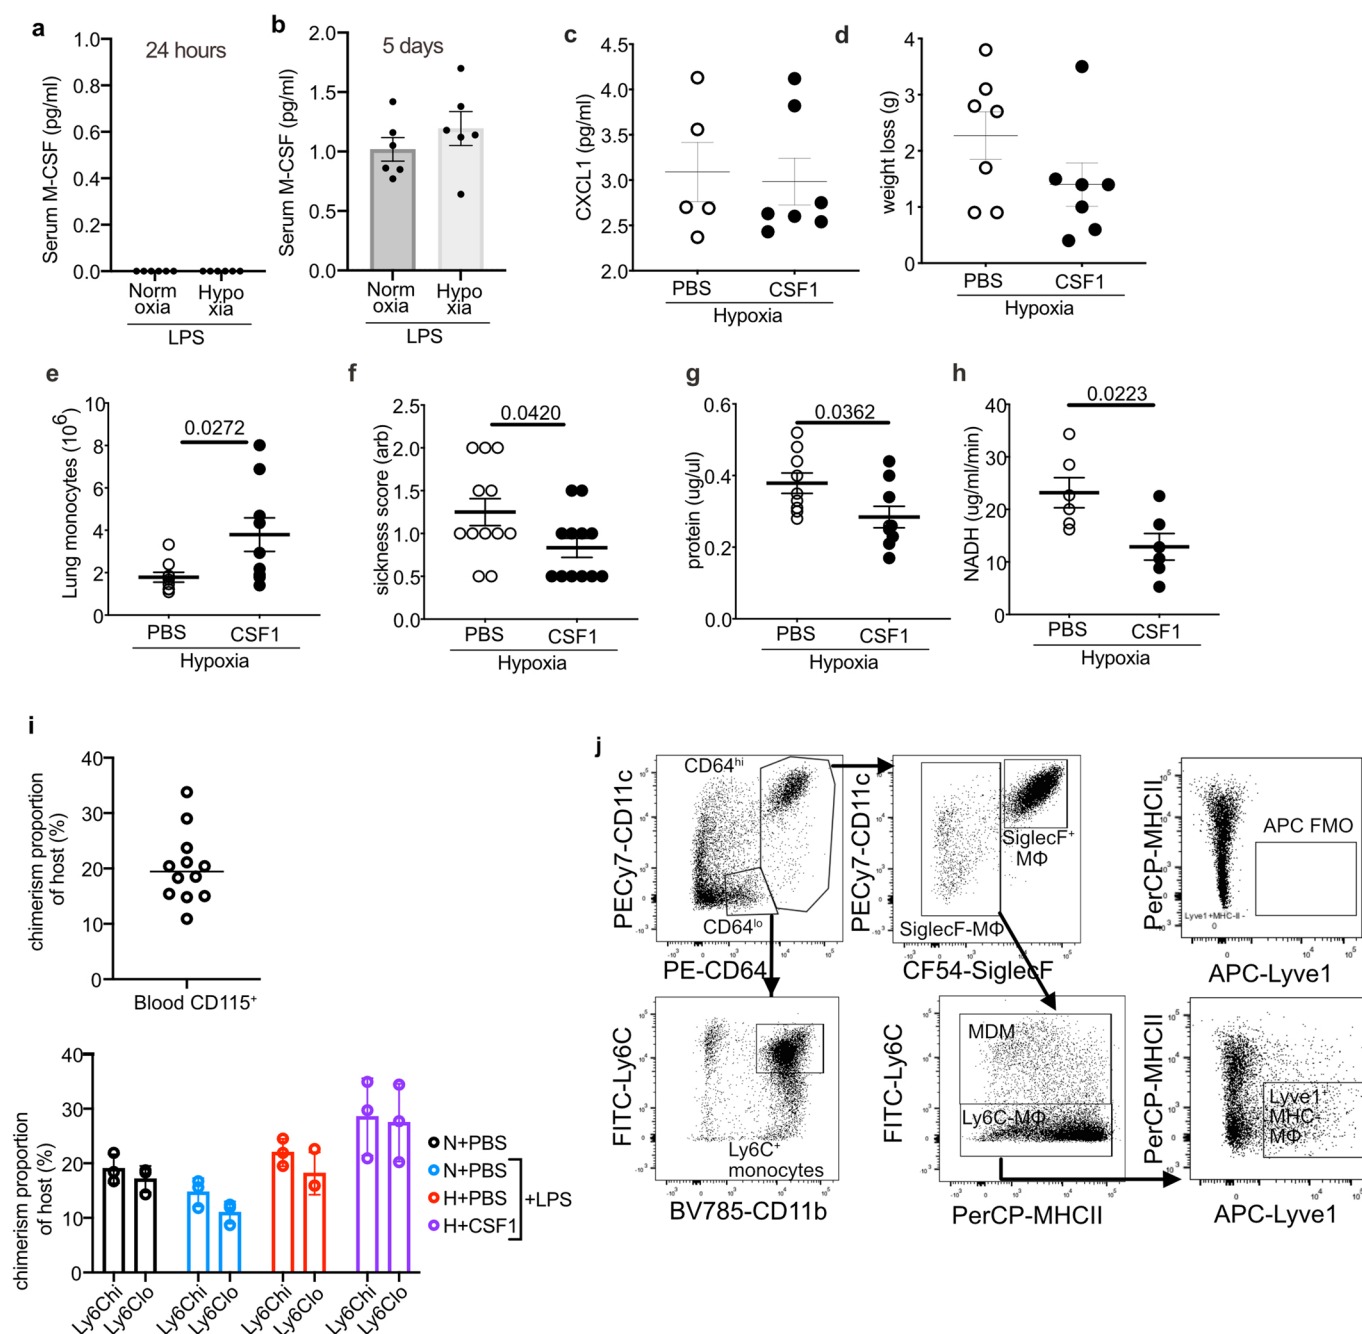 a
24 hours
Serum M-CSF (pg/ml)
1.0
0.8
0.6
0.4
0.2
0.0
Norm
oxia
Hypo
xia
LPS
b
5 days
Serum M-CSF (pg/ml)
2.0
1.5
1.0
0.5
0.0
Norm
oxia
Hypo
xia
LPS
c
CXCL1 (pg/ml)
4.5
4.0
3.5
3.0
2.5
2.0
PBS
CSF1
Hypoxia
d
weight loss (g)
4
3
2
1
0
PBS
CSF1
Hypoxia
e
Lung monocytes (10⁶)
10
8
6
4
2
0
0.0272
PBS
CSF1
Hypoxia
f
sickness score (arb)
2.5
2.0
1.5
1.0
0.5
0.0
0.0420
PBS
CSF1
Hypoxia
g
protein (ug/ul)
0.6
0.4
0.2
0.0
0.0362
PBS
CSF1
Hypoxia
h
NADH (ug/ml/min)
40
30
20
10
0
0.0223
PBS
CSF1
Hypoxia
i
chimerism proportion
of host (%)
40
30
20
10
0
Blood CD115⁺
chimerism proportion
of host (%)
40
30
20
10
0
Ly6Chi
Ly6Clo
Ly6Chi
Ly6Clo
Ly6Chi
Ly6Clo
Ly6Chi
Ly6Clo
N+PBS
N+PBS
H+PBS
H+CSF1
+LPS
j
PECy7-CD11c
CD64ʰⁱ
CD64ˡᵒ
PE-CD64
PECy7-CD11c
SiglecF⁺
MΦ
SiglecF-MΦ
CF54-SiglecF
PerCP-MHCII
APC FMO
Lyve1+MHC-II -
0
APC-Lyve1
FITC-Ly6C
Ly6C⁺
monocytes
BV785-CD11b
FITC-Ly6C
MDM
Ly6C-MΦ
PerCP-MHCII
PerCP-MHCII
Lyve1
MHC-
MΦ
APC-Lyve1